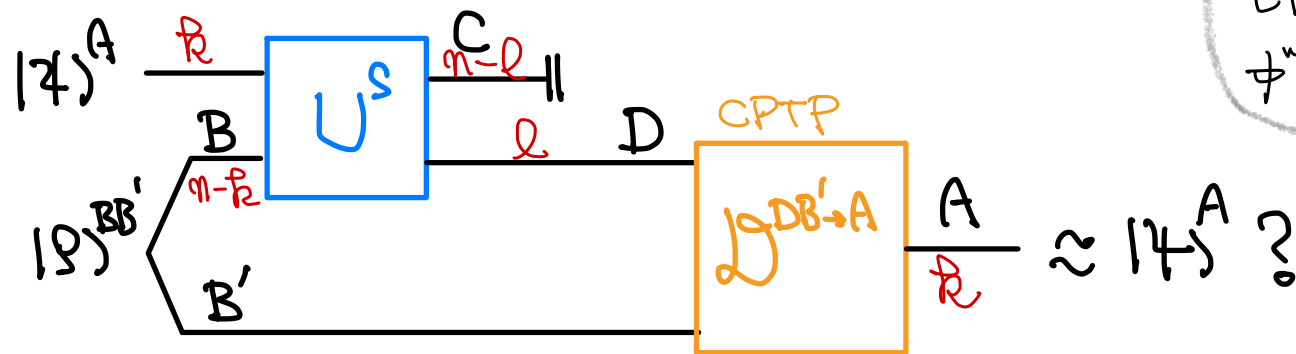 |ψ⟩^A k U^S C n-ℓ
B n-k ℓ D CPTP
|ρ⟩^BB' 𝒟^DB'→A A k ≈ |ψ⟩^A ?
B'